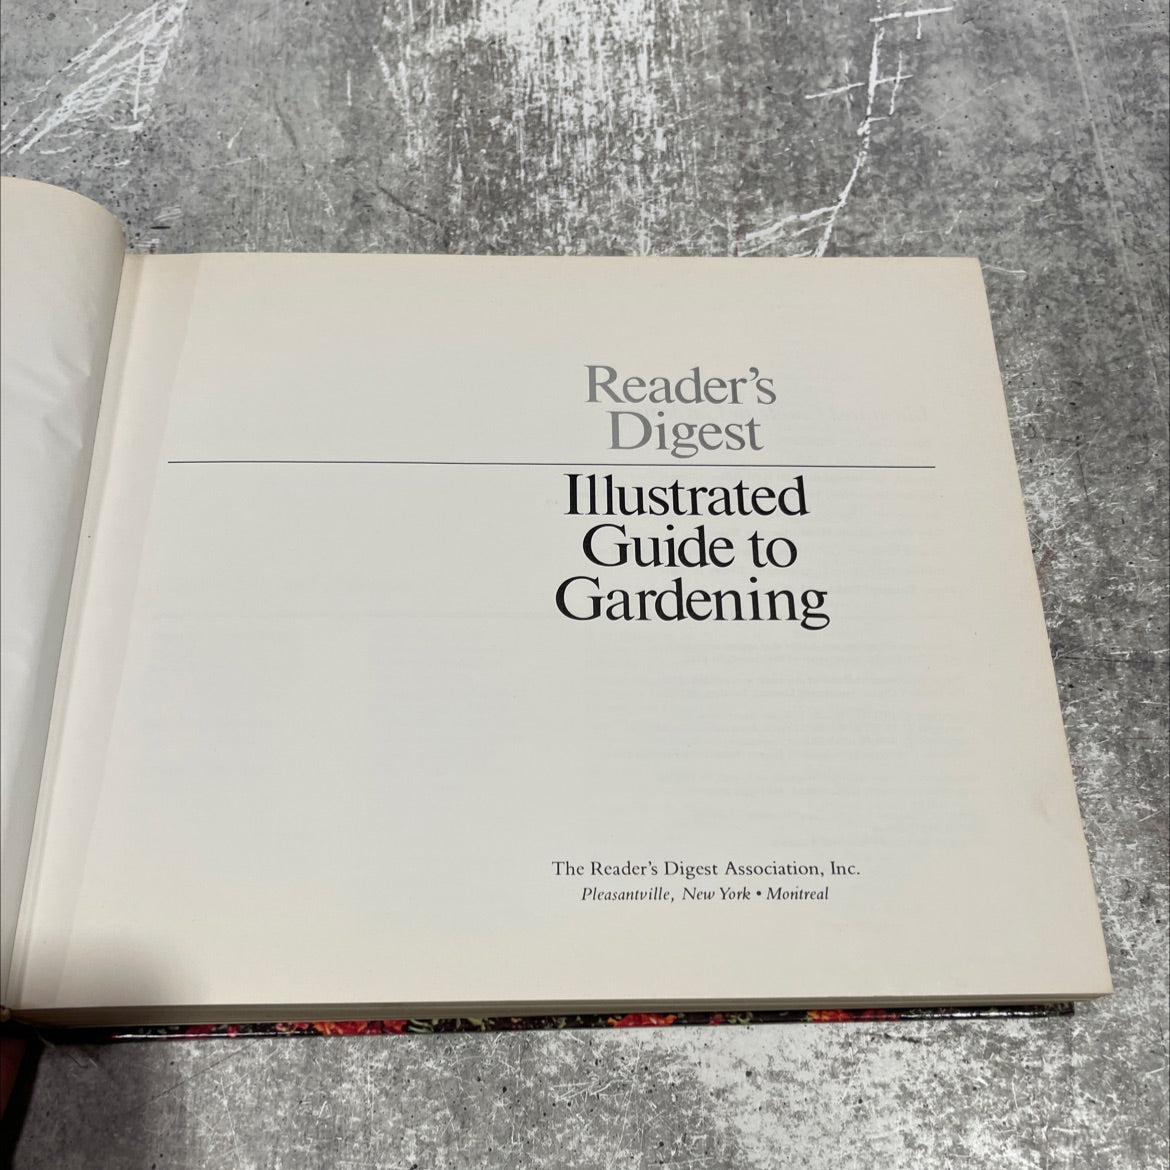 Reader's
Digest
Illustrated
Guide to
Gardening
The Reader's Digest Association, Inc.
Pleasantville, New York • Montreal